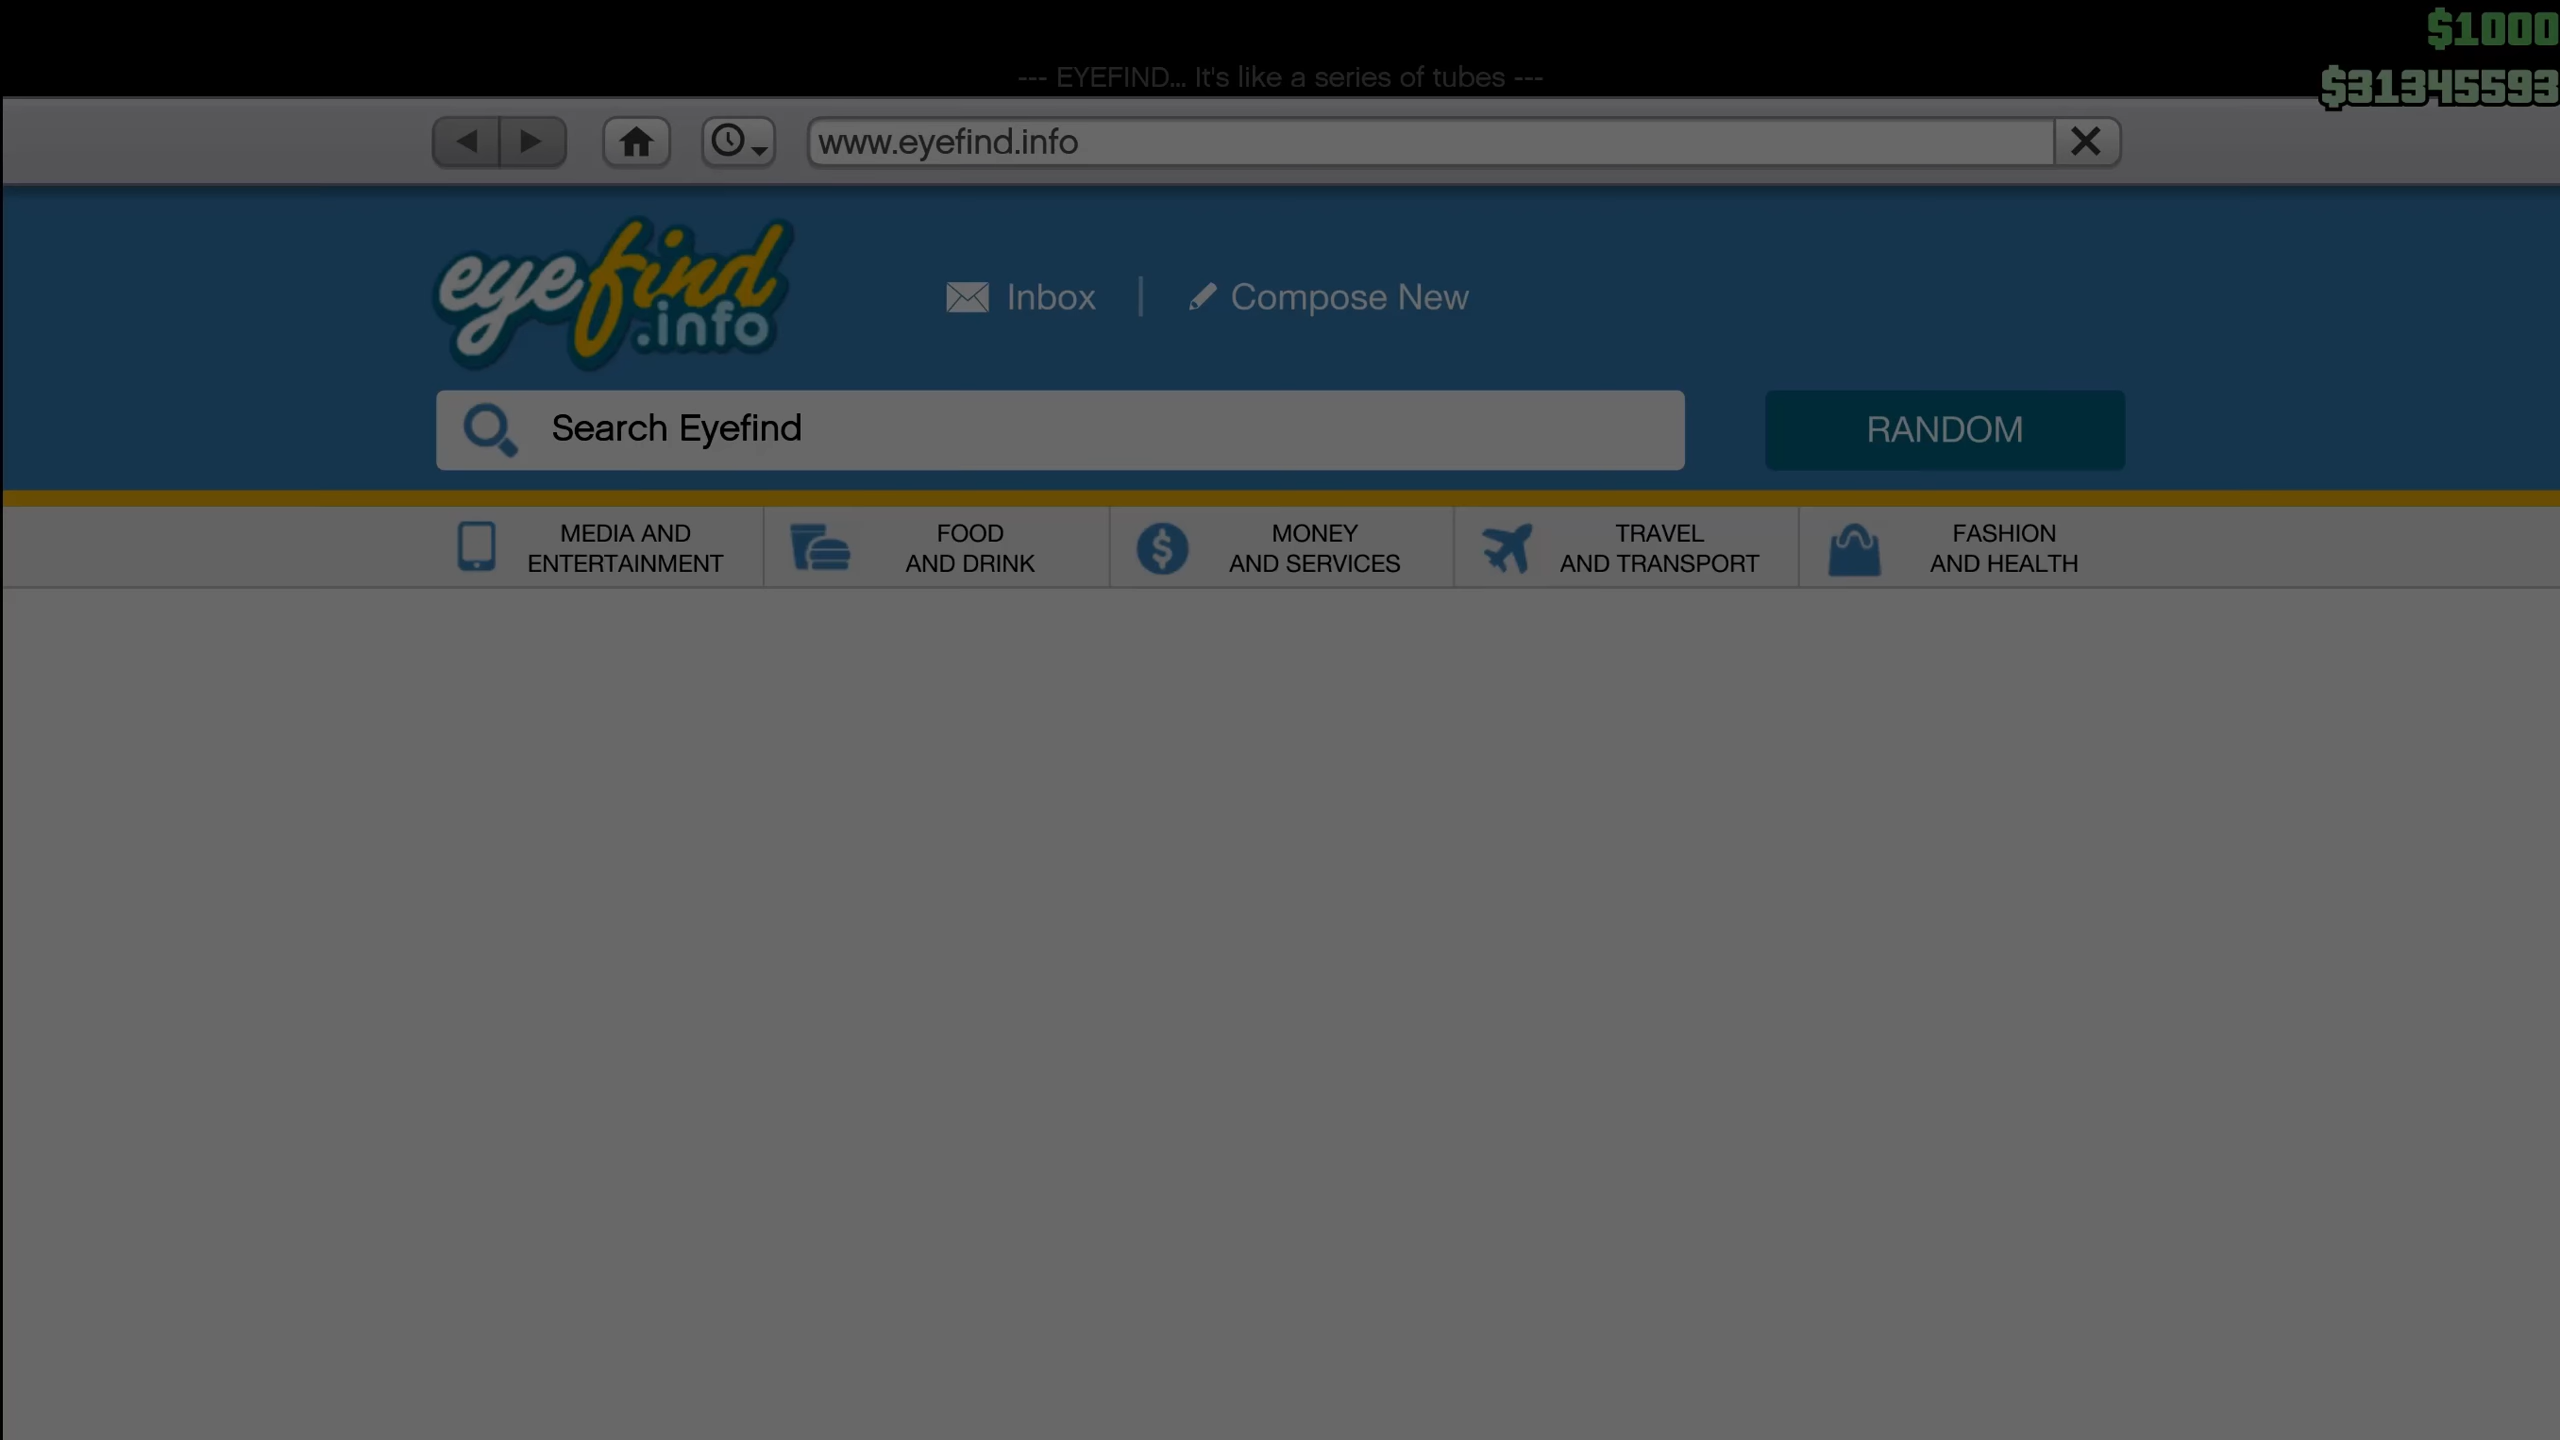 $1000
--- EYEFIND... It's like a series of tubes ---
$31345593
www.eyefind.info
eyefind
.info
Inbox | Compose New
Search Eyefind
RANDOM
MEDIA AND
ENTERTAINMENT
FOOD
AND DRINK
MONEY
AND SERVICES
TRAVEL
AND TRANSPORT
FASHION
AND HEALTH